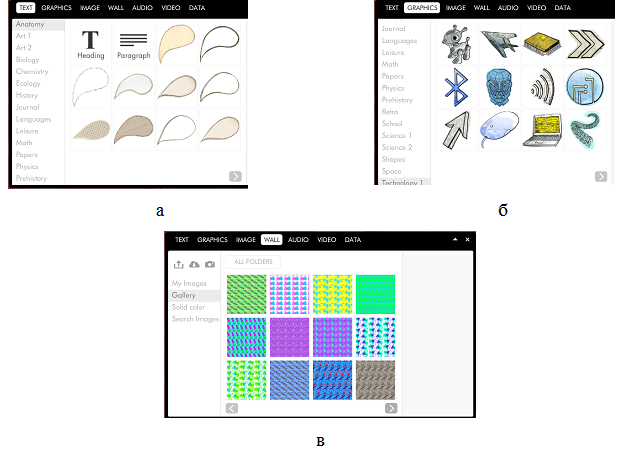 TEXT GRAPHICS IMAGE WALL AUDIO VIDEO DATA
Anatomy
Art 1
Art 2
Biology
Chemistry
Ecology
History
Journal
Languages
Leisure
Math
Papers
Physics
Prehistory
T
Heading
Paragraph
а
TEXT GRAPHICS IMAGE WALL AUDIO VIDEO DATA
Journal
Languages
Leisure
Math
Papers
Physics
Prehistory
Retro
School
Science 1
Science 2
Shapes
Space
Technology 1
б
TEXT GRAPHICS IMAGE WALL AUDIO VIDEO DATA
My Images
Gallery
Solid color
Search Images
ALL FOLDERS
в